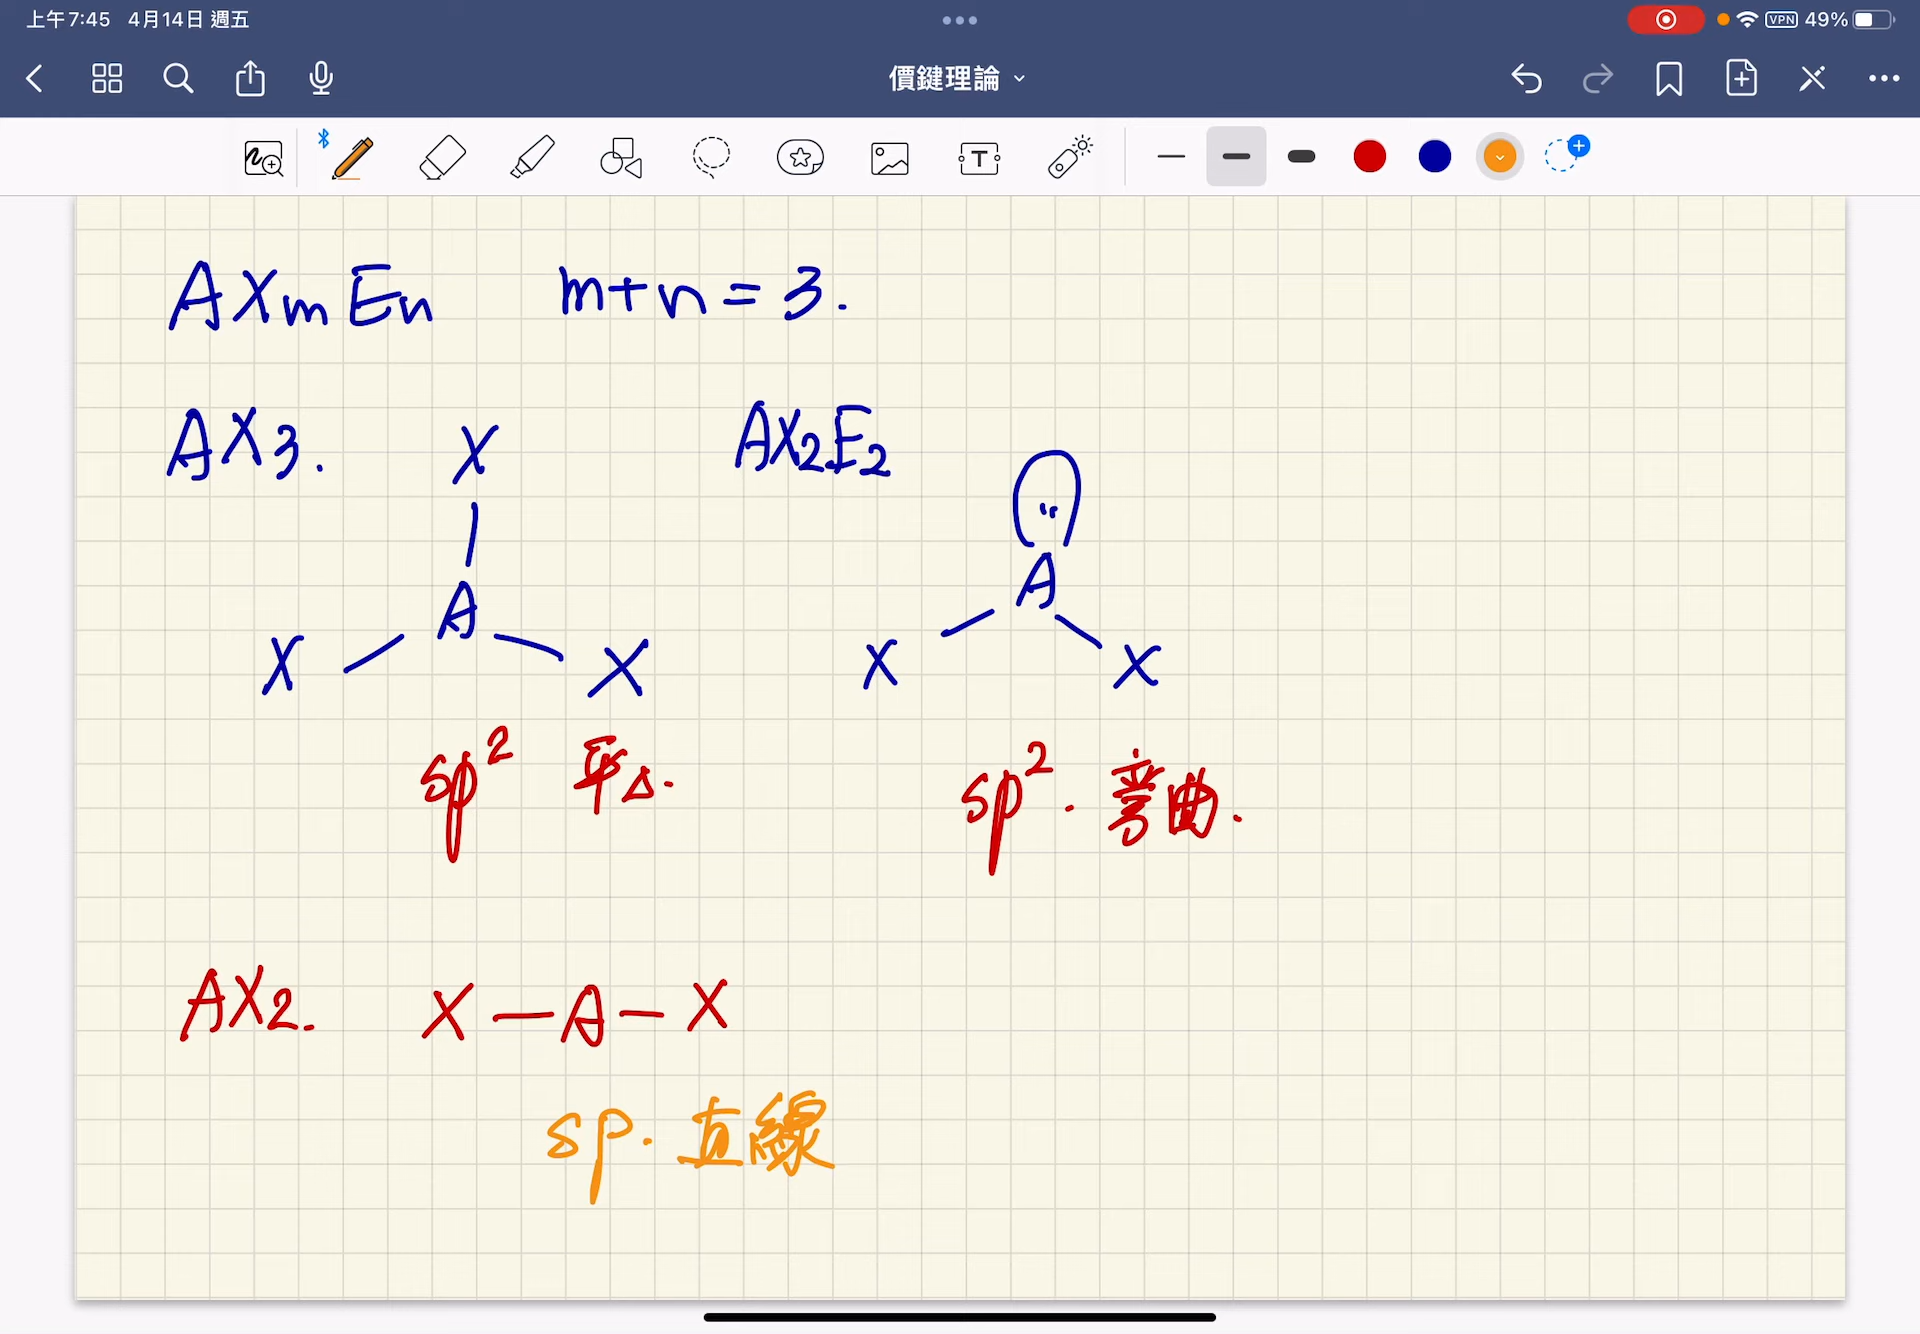 上午7:45 4月14日 週五
VPN 49%
價鍵理論
T
AXmEn m+n=3.
AX3. AX2E2
X
A A
X X X X
sp² 平△. sp². 彎曲.
AX2. X—A—X
sp. 直線